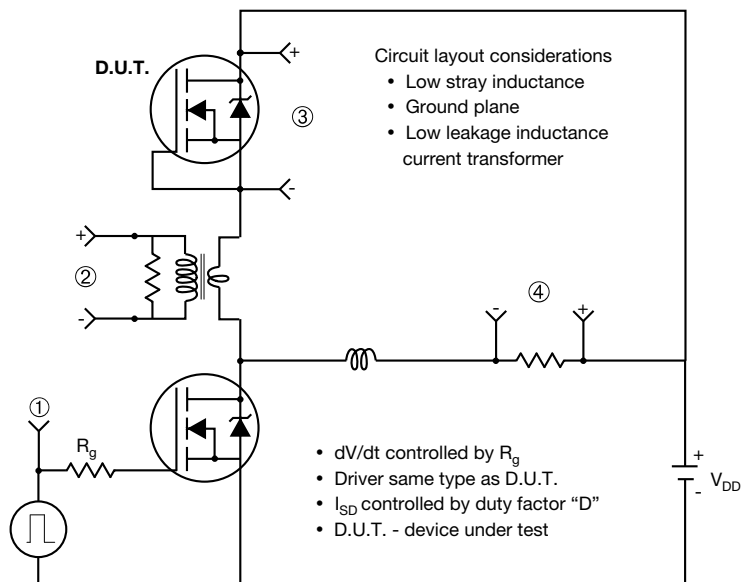 D.U.T.
+
③
-
Circuit layout considerations
• Low stray inductance
• Ground plane
• Low leakage inductance
current transformer
+
②
-
④
- +
①
R_g
• dV/dt controlled by R_g
• Driver same type as D.U.T.
• I_SD controlled by duty factor “D”
• D.U.T. - device under test
+
-
V_DD